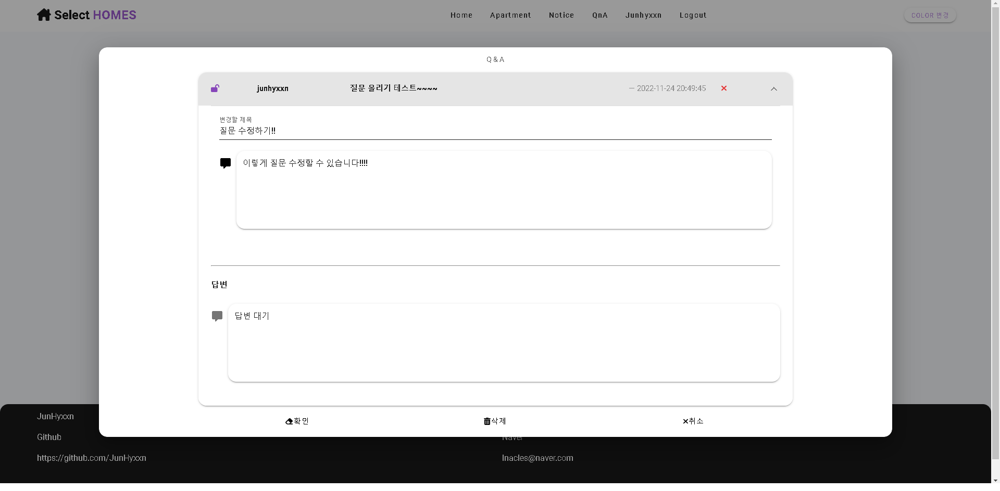 Select HOMES
Home Apartment Notice QnA Junhyxxn Logout
COLOR 변경
Q & A
junhyxxn 질문 올리기 테스트~~~~ — 2022-11-24 20:49:45
변경할 제목
질문 수정하기!!
이렇게 질문 수정할 수 있습니다!!!!
답변
답변 대기
확인 삭제 취소
JunHyxxn
Github Naver
https://github.com/JunHyxxn lnacles@naver.com